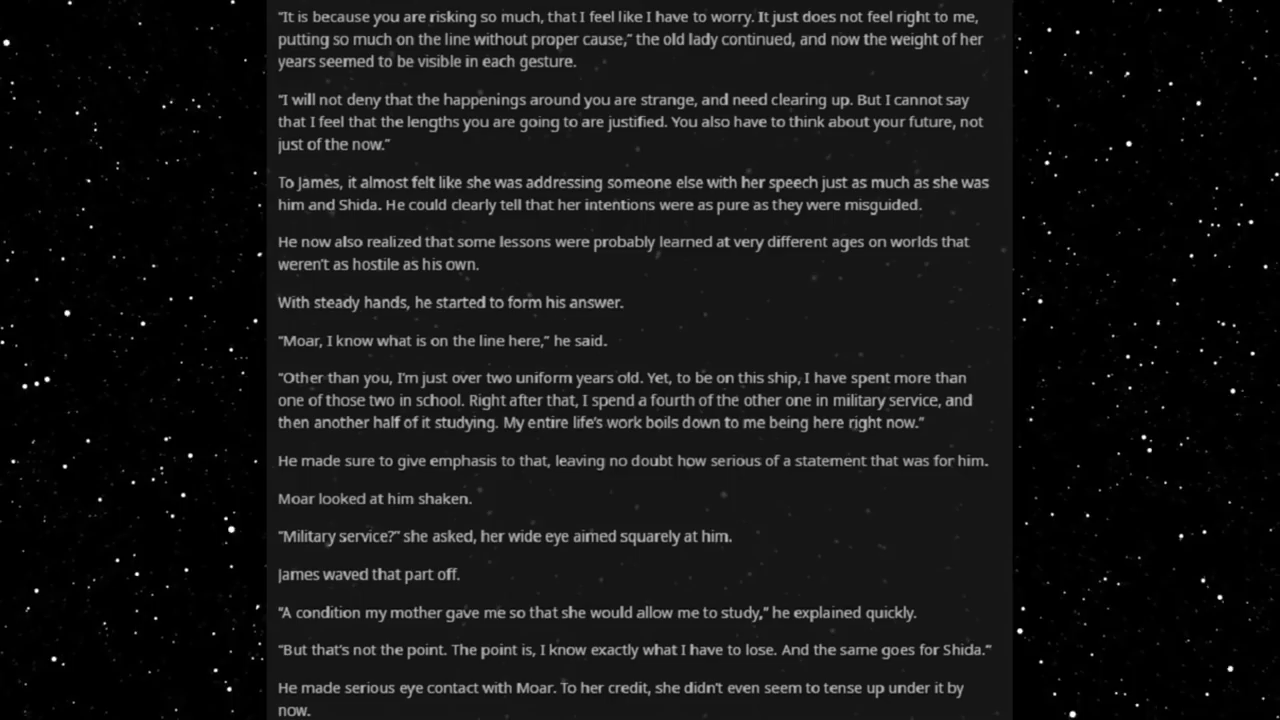 “It is because you are risking so much, that I feel like I have to worry. It just does not feel right to me,
putting so much on the line without proper cause,” the old lady continued, and now the weight of her
years seemed to be visible in each gesture.
“I will not deny that the happenings around you are strange, and need clearing up. But I cannot say
that I feel that the lengths you are going to are justified. You also have to think about your future, not
just of the now.”
To James, it almost felt like she was addressing someone else with her speech just as much as she was
him and Shida. He could clearly tell that her intentions were as pure as they were misguided.
He now also realized that some lessons were probably learned at very different ages on worlds that
weren’t as hostile as his own.
With steady hands, he started to form his answer.
“Moar, I know what is on the line here,” he said.
“Other than you, I’m just over two uniform years old. Yet, to be on this ship, I have spent more than
one of those two in school. Right after that, I spend a fourth of the other one in military service, and
then another half of it studying. My entire life’s work boils down to me being here right now.”
He made sure to give emphasis to that, leaving no doubt how serious of a statement that was for him.
Moar looked at him shaken.
“Military service?” she asked, her wide eye aimed squarely at him.
James waved that part off.
“A condition my mother gave me so that she would allow me to study,” he explained quickly.
“But that’s not the point. The point is, I know exactly what I have to lose. And the same goes for Shida.”
He made serious eye contact with Moar. To her credit, she didn’t even seem to tense up under it by
now.